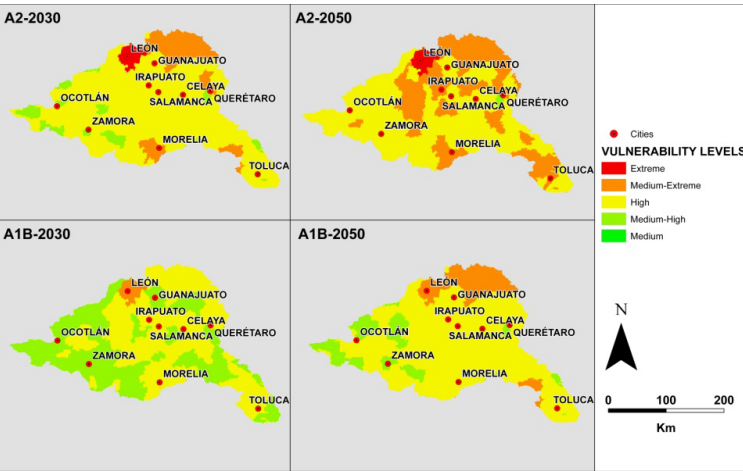 A2-2030
LEÓN
GUANAJUATO
IRAPUATO
CELAYA
OCOTLÁN
SALAMANCA
QUERÉTARO
ZAMORA
MORELIA
TOLUCA
A2-2050
LEÓN
GUANAJUATO
IRAPUATO
CELAYA
OCOTLÁN
SALAMANCA
QUERÉTARO
ZAMORA
MORELIA
TOLUCA
A1B-2030
LEÓN
GUANAJUATO
IRAPUATO
CELAYA
OCOTLÁN
SALAMANCA
QUERÉTARO
ZAMORA
MORELIA
TOLUCA
A1B-2050
LEÓN
GUANAJUATO
IRAPUATO
CELAYA
OCOTLÁN
SALAMANCA
QUERÉTARO
ZAMORA
MORELIA
TOLUCA
Cities
VULNERABILITY LEVELS
Extreme
Medium-Extreme
High
Medium-High
Medium
N
0 100 200
Km